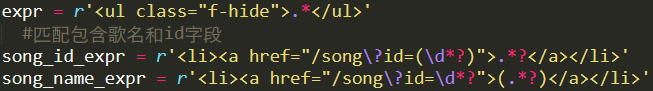 expr = r'<ul class="f-hide">.*</ul>'
#匹配包含歌名和id字段
song_id_expr = r'<li><a href="/song\?id=(\d*?)">.*?</a></li>'
song_name_expr = r'<li><a href="/song\?id=\d*?">(.*?)</a></li>'